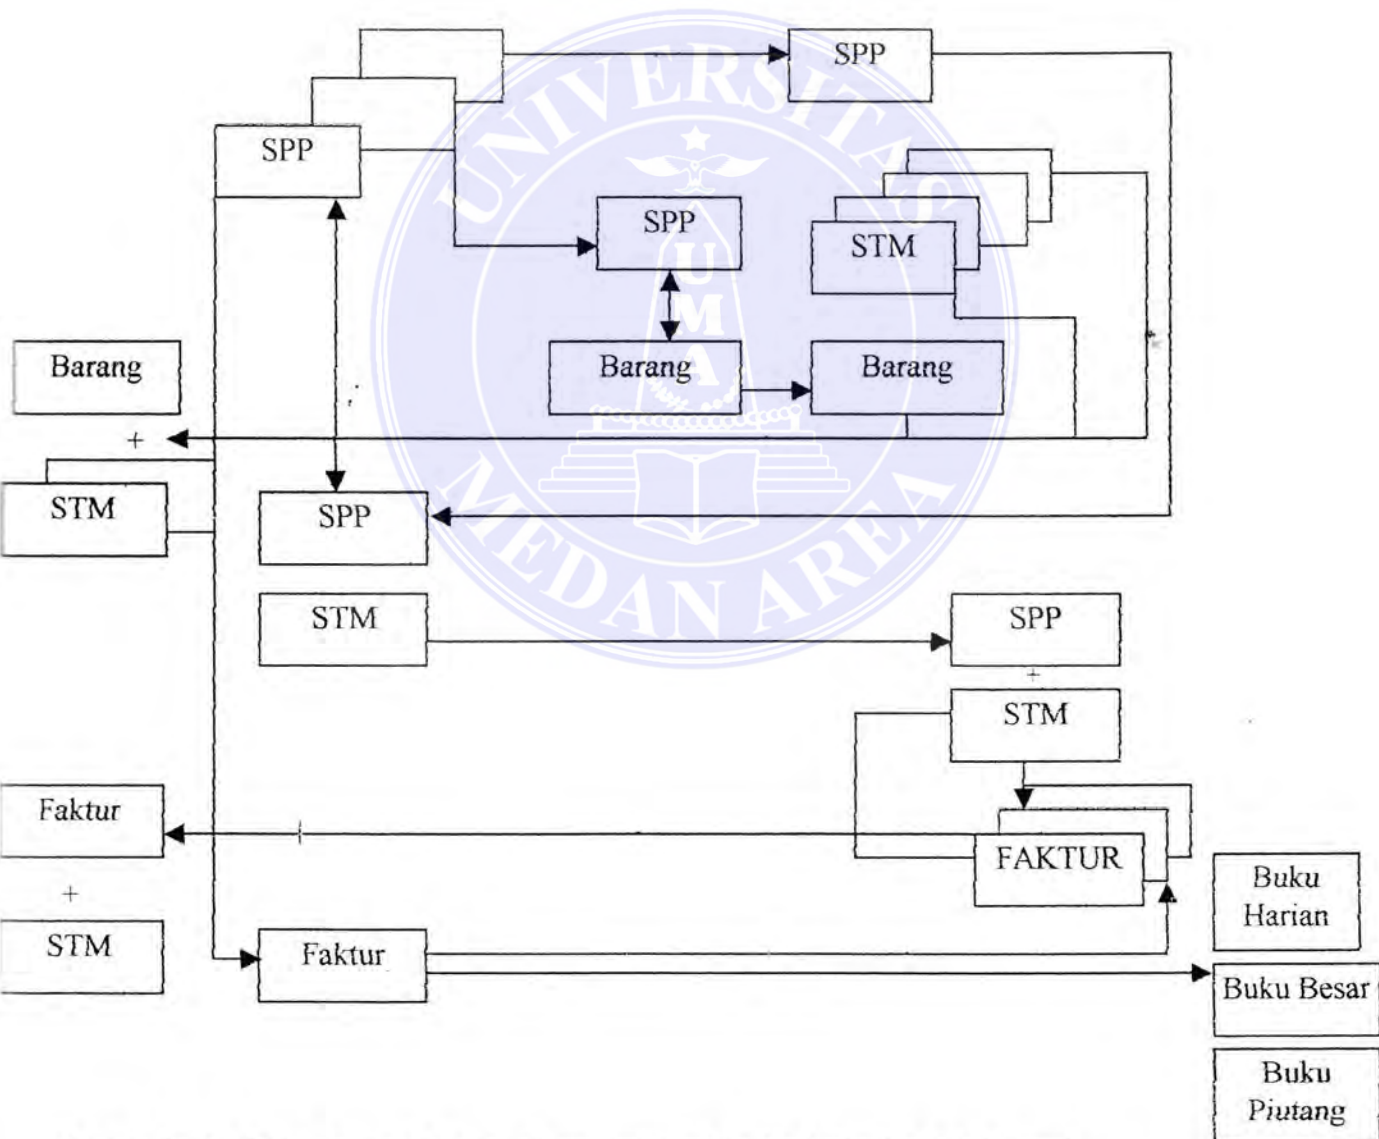 SPP
SPP
SPP
STM
Barang
Barang
Barang
+
STM
SPP
STM
SPP
+
STM
Faktur
FAKTUR
+
Buku
Harian
STM
Faktur
Buku Besar
Buku
Piutang
UNIVERSITAS
MEDAN AREA
UMA